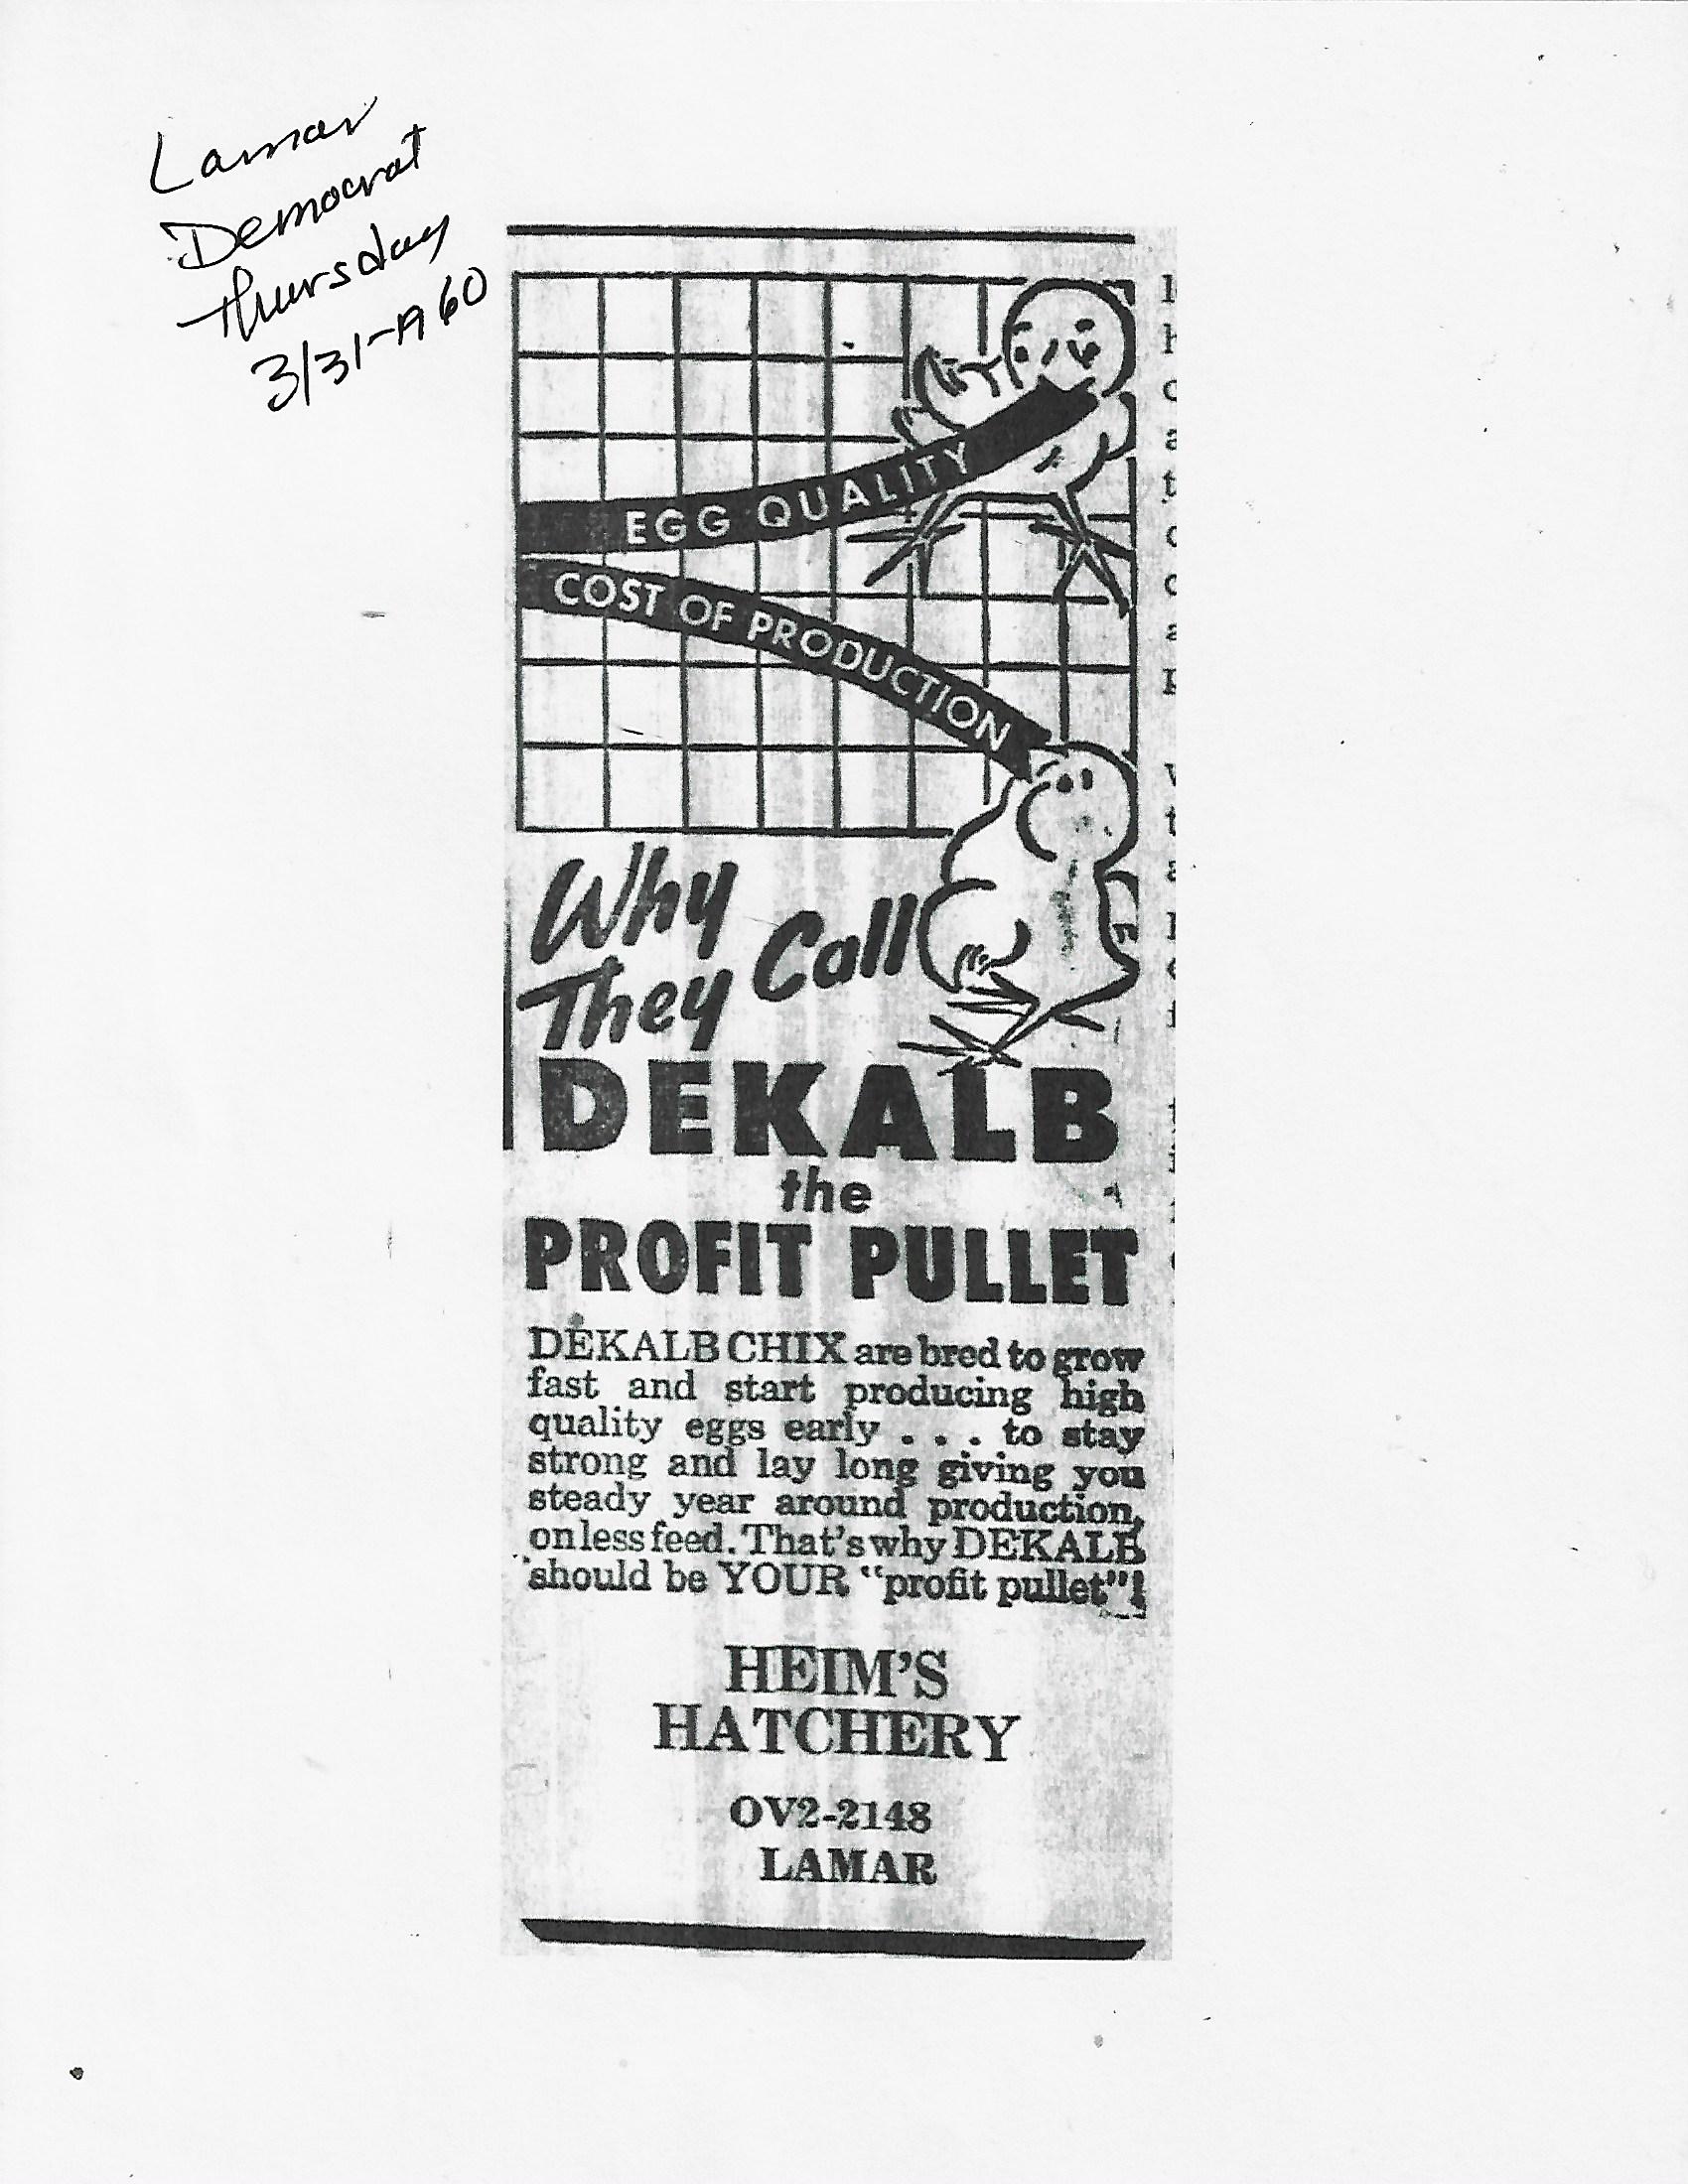 Lamar
Democrat
Thursday
3/31-1960
EGG QUALITY
COST OF PRODUCTION
Why
They Call
DEKALB
the
PROFIT PULLET
DEKALB CHIX are bred to grow
fast and start producing high
quality eggs early . . . to stay
strong and lay long giving you
steady year around production,
on less feed. That's why DEKALB
should be YOUR "profit pullet"!
HEIM'S
HATCHERY
OV2-2148
LAMAR